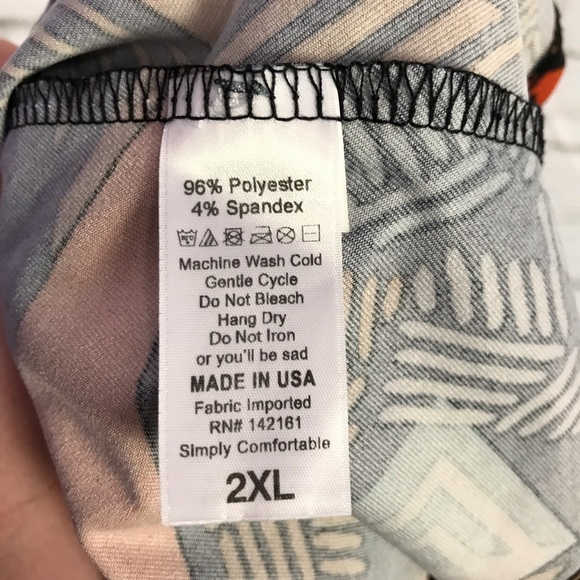 96% Polyester
4% Spandex
Machine Wash Cold
Gentle Cycle
Do Not Bleach
Hang Dry
Do Not Iron
or you'll be sad
MADE IN USA
Fabric Imported
RN# 142161
Simply Comfortable
2XL